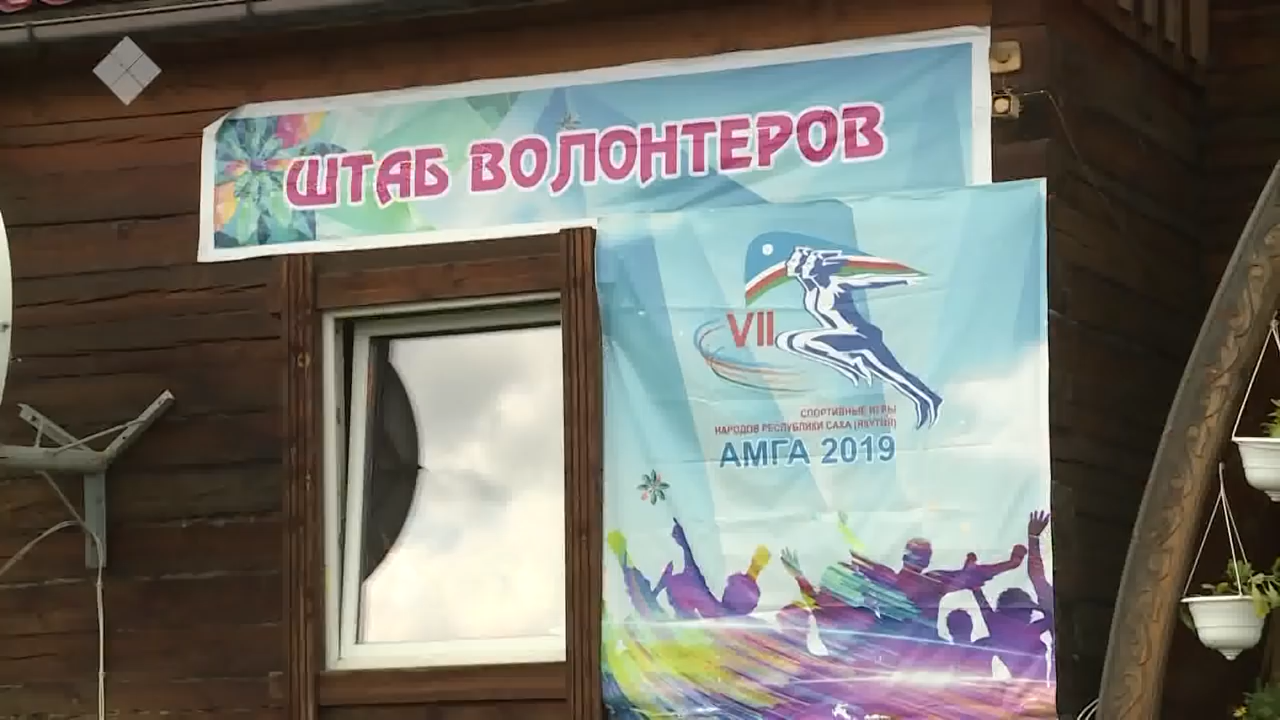 ШТАБ ВОЛОНТЕРОВ
VII
СПОРТИВНЫЕ ИГРЫ
НАРОДОВ РЕСПУБЛИКИ САХА (ЯКУТИЯ)
АМГА 2019